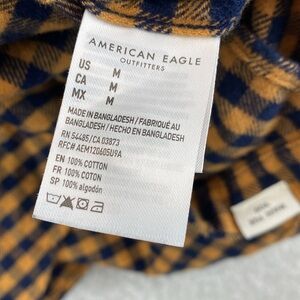 AMERICAN EAGLE
OUTFITTERS
US M
CA M
MX M
MADE IN BANGLADESH / FABRIQUÉ AU
BANGLADESH / HECHO EN BANGLADESH
RN 54485 / CA 03873
RFC# AEM120605U9A
EN 100% COTTON
FR 100% COTON
SP 100% algodón